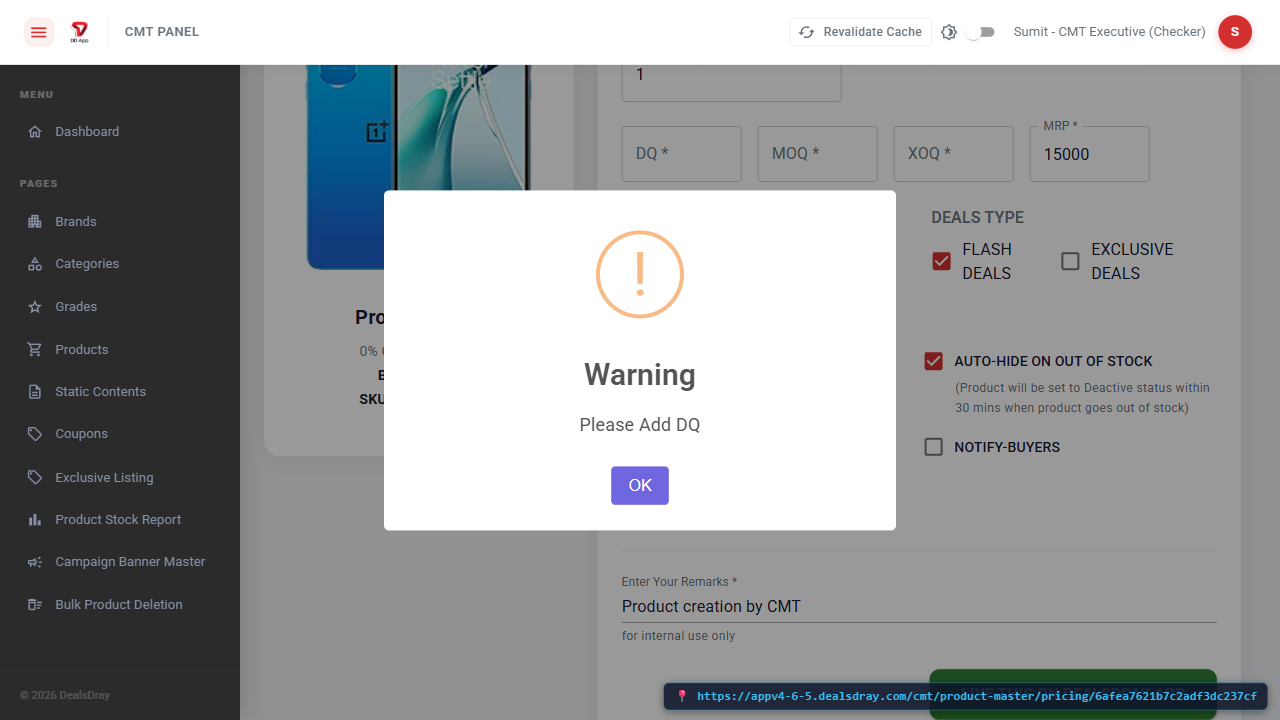 CMT PANEL
Revalidate Cache
Sumit - CMT Executive (Checker)
S
MENU
Dashboard
PAGES
Brands
Categories
Grades
Products
Static Contents
Coupons
Exclusive Listing
Product Stock Report
Campaign Banner Master
Bulk Product Deletion
© 2026 DealsDray
1
DQ *
MOQ *
XOQ *
MRP *
15000
DEALS TYPE
FLASH
DEALS
EXCLUSIVE
DEALS
AUTO-HIDE ON OUT OF STOCK
(Product will be set to Deactive status within
30 mins when product goes out of stock)
NOTIFY-BUYERS
Warning
Please Add DQ
OK
Enter Your Remarks *
Product creation by CMT
for internal use only
https://appv4-6-5.dealsdray.com/cmt/product-master/pricing/6afea7621b7c2adf3dc237cf